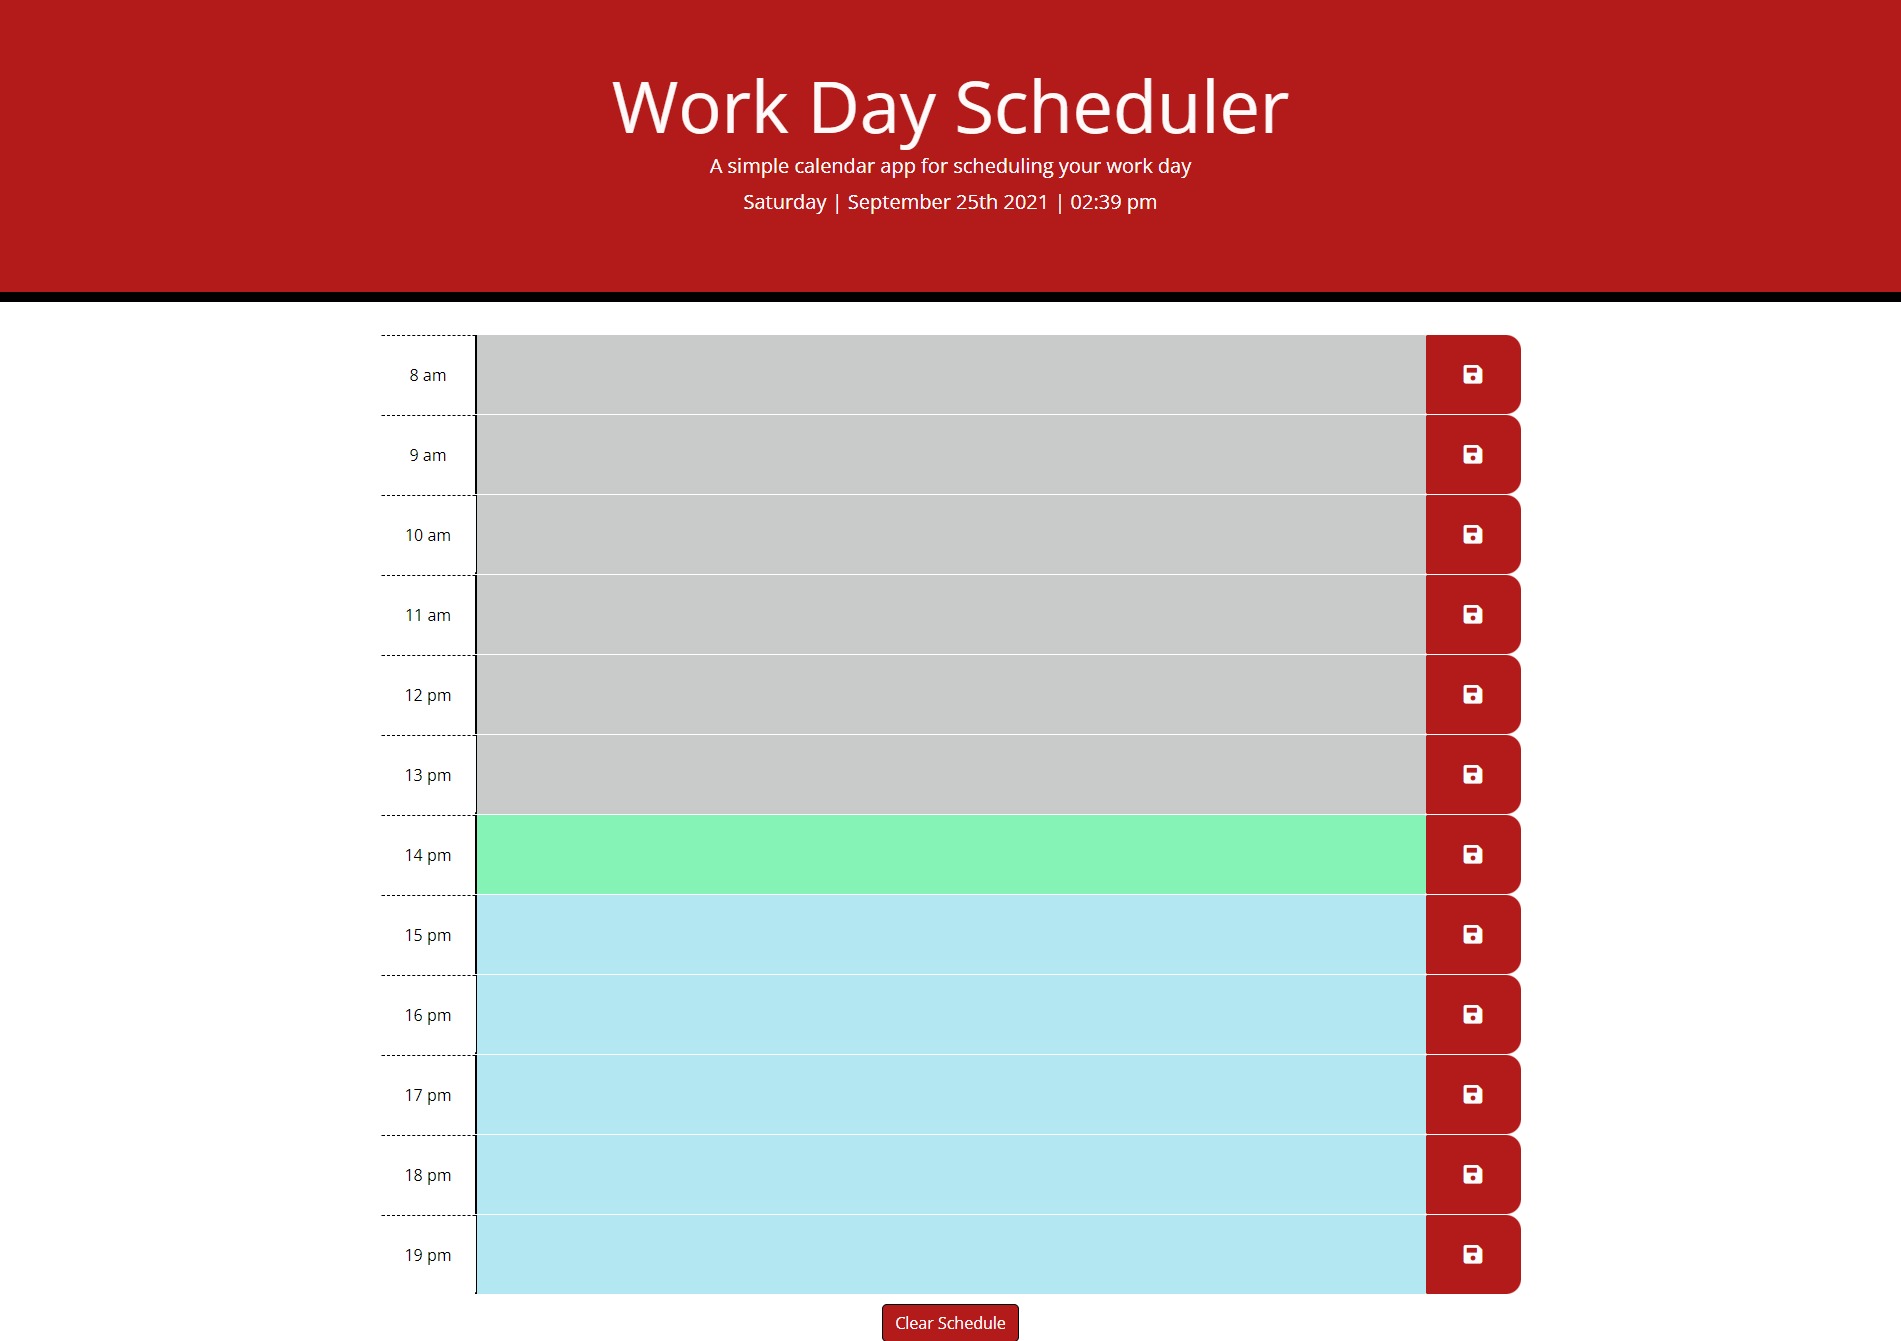 Work Day Scheduler
A simple calendar app for scheduling your work day
Saturday | September 25th 2021 | 02:39 pm
8 am
9 am
10 am
11 am
12 pm
13 pm
14 pm
15 pm
16 pm
17 pm
18 pm
19 pm
Clear Schedule